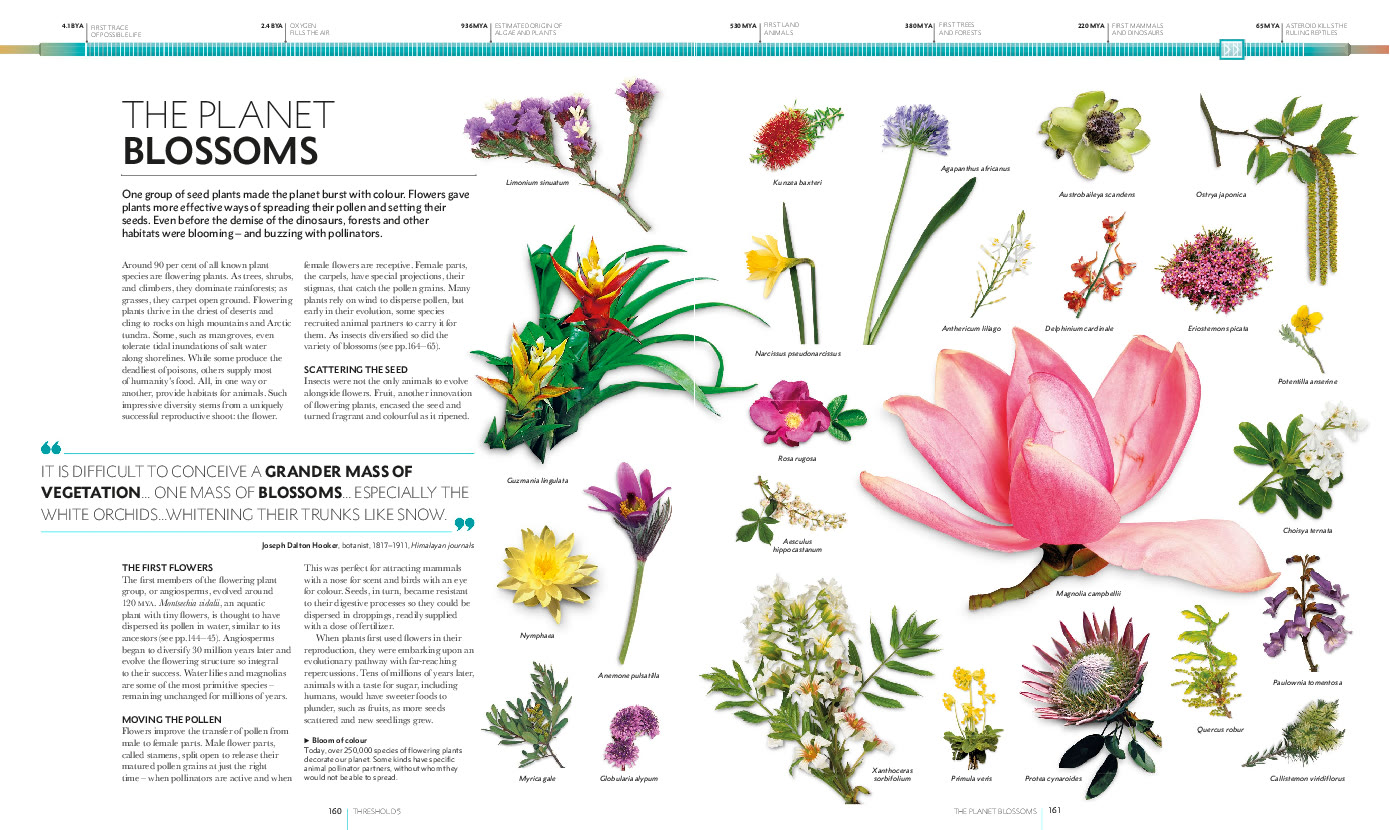 4.1 BYA FIRST TRACE
OF POSSIBLE LIFE
2.4 BYA OXYGEN
FILLS THE AIR
936 MYA ESTIMATED ORIGIN OF
ALGAE AND PLANTS
530 MYA FIRST LAND
ANIMALS
380 MYA FIRST TREES
AND FORESTS
220 MYA FIRST MAMMALS
AND DINOSAURS
65 MYA ASTEROID KILLS THE
RULING REPTILES
THE PLANET
BLOSSOMS
One group of seed plants made the planet burst with colour. Flowers gave
plants more effective ways of spreading their pollen and setting their
seeds. Even before the demise of the dinosaurs, forests and other
habitats were blooming – and buzzing with pollinators.
Around 90 per cent of all known plant
species are flowering plants. As trees, shrubs,
and climbers, they dominate rainforests; as
grasses, they carpet open ground. Flowering
plants thrive in the driest of deserts and
cling to rocks on high mountains and Arctic
tundra. Some, such as mangroves, even
tolerate tidal inundations of salt water
along shorelines. While some produce the
deadliest of poisons, others supply most
of humanity's food. All, in one way or
another, provide habitats for animals. Such
impressive diversity stems from a uniquely
successful reproductive shoot: the flower.
female flowers are receptive. Female parts,
the carpels, have special projections, their
stigmas, that catch the pollen grains. Many
plants rely on wind to disperse pollen, but
early in their evolution, some species
recruited animal partners to carry it for
them. As insects diversified so did the
variety of blossoms (see pp.164–65).
SCATTERING THE SEED
Insects were not the only animals to evolve
alongside flowers. Fruit, another innovation
of flowering plants, encased the seed and
turned fragrant and colourful as it ripened.
“
IT IS DIFFICULT TO CONCEIVE A GRANDER MASS OF
VEGETATION... ONE MASS OF BLOSSOMS... ESPECIALLY THE
WHITE ORCHIDS...WHITENING THEIR TRUNKS LIKE SNOW. ”
Joseph Dalton Hooker, botanist, 1817–1911, Himalayan journals
THE FIRST FLOWERS
The first members of the flowering plant
group, or angiosperms, evolved around
120 MYA. Montsechia vidalii, an aquatic
plant with tiny flowers, is thought to have
dispersed its pollen in water, similar to its
ancestors (see pp.144–45). Angiosperms
began to diversify 30 million years later and
evolve the flowering structure so integral
to their success. Water lilies and magnolias
are some of the most primitive species –
remaining unchanged for millions of years.
MOVING THE POLLEN
Flowers improve the transfer of pollen from
male to female parts. Male flower parts,
called stamens, split open to release their
matured pollen grains at just the right
time – when pollinators are active and when
This was perfect for attracting mammals
with a nose for scent and birds with an eye
for colour. Seeds, in turn, became resistant
to their digestive processes so they could be
dispersed in droppings, readily supplied
with a dose of fertilizer.
When plants first used flowers in their
reproduction, they were embarking upon an
evolutionary pathway with far-reaching
repercussions. Tens of millions of years later,
animals with a taste for sugar, including
humans, would have sweeter foods to
plunder, such as fruits, as more seeds
scattered and new seedlings grew.
▶ Bloom of colour
Today, over 250,000 species of flowering plants
decorate our planet. Some kinds have specific
animal pollinator partners, without whom they
would not be able to spread.
Limonium sinuatum
Kunzea baxteri
Agapanthus africanus
Austrobaileya scandens
Ostrya japonica
Narcissus pseudonarcissus
Anthericum liliago
Delphinium cardinale
Eriostemon spicata
Potentilla anserine
Rosa rugosa
Guzmania lingulata
Aesculus
hippocastanum
Choisya ternata
Magnolia campbellii
Nymphaea
Anemone pulsatilla
Paulownia tomentosa
Quercus robur
Myrica gale
Globularia alypum
Xanthoceras
sorbifolium
Primula veris
Protea cynaroides
Callistemon viridiflorus
160 THRESHOLD 5
THE PLANET BLOSSOMS 161